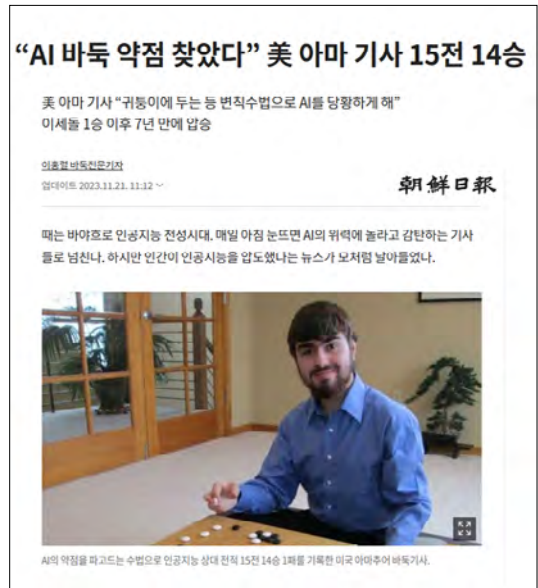 “AI 바둑 약점 찾았다” 美 아마 기사 15전 14승
美 아마 기사 “귀퉁이에 두는 등 변칙수법으로 AI를 당황하게 해”
이세돌 1승 이후 7년 만에 압승
이홍렬 바둑전문기자
업데이트 2023.11.21. 11:12
朝鮮日報
때는 바야흐로 인공지능 전성시대. 매일 아침 눈뜨면 AI의 위력에 놀라고 감탄하는 기사
들로 넘친다. 하지만 인간이 인공지능을 압도했다는 뉴스가 모처럼 날아들었다.
AI의 약점을 파고드는 수법으로 인공지능 상대 전적 15전 14승 1패를 기록한 미국 아마추어 바둑기사.